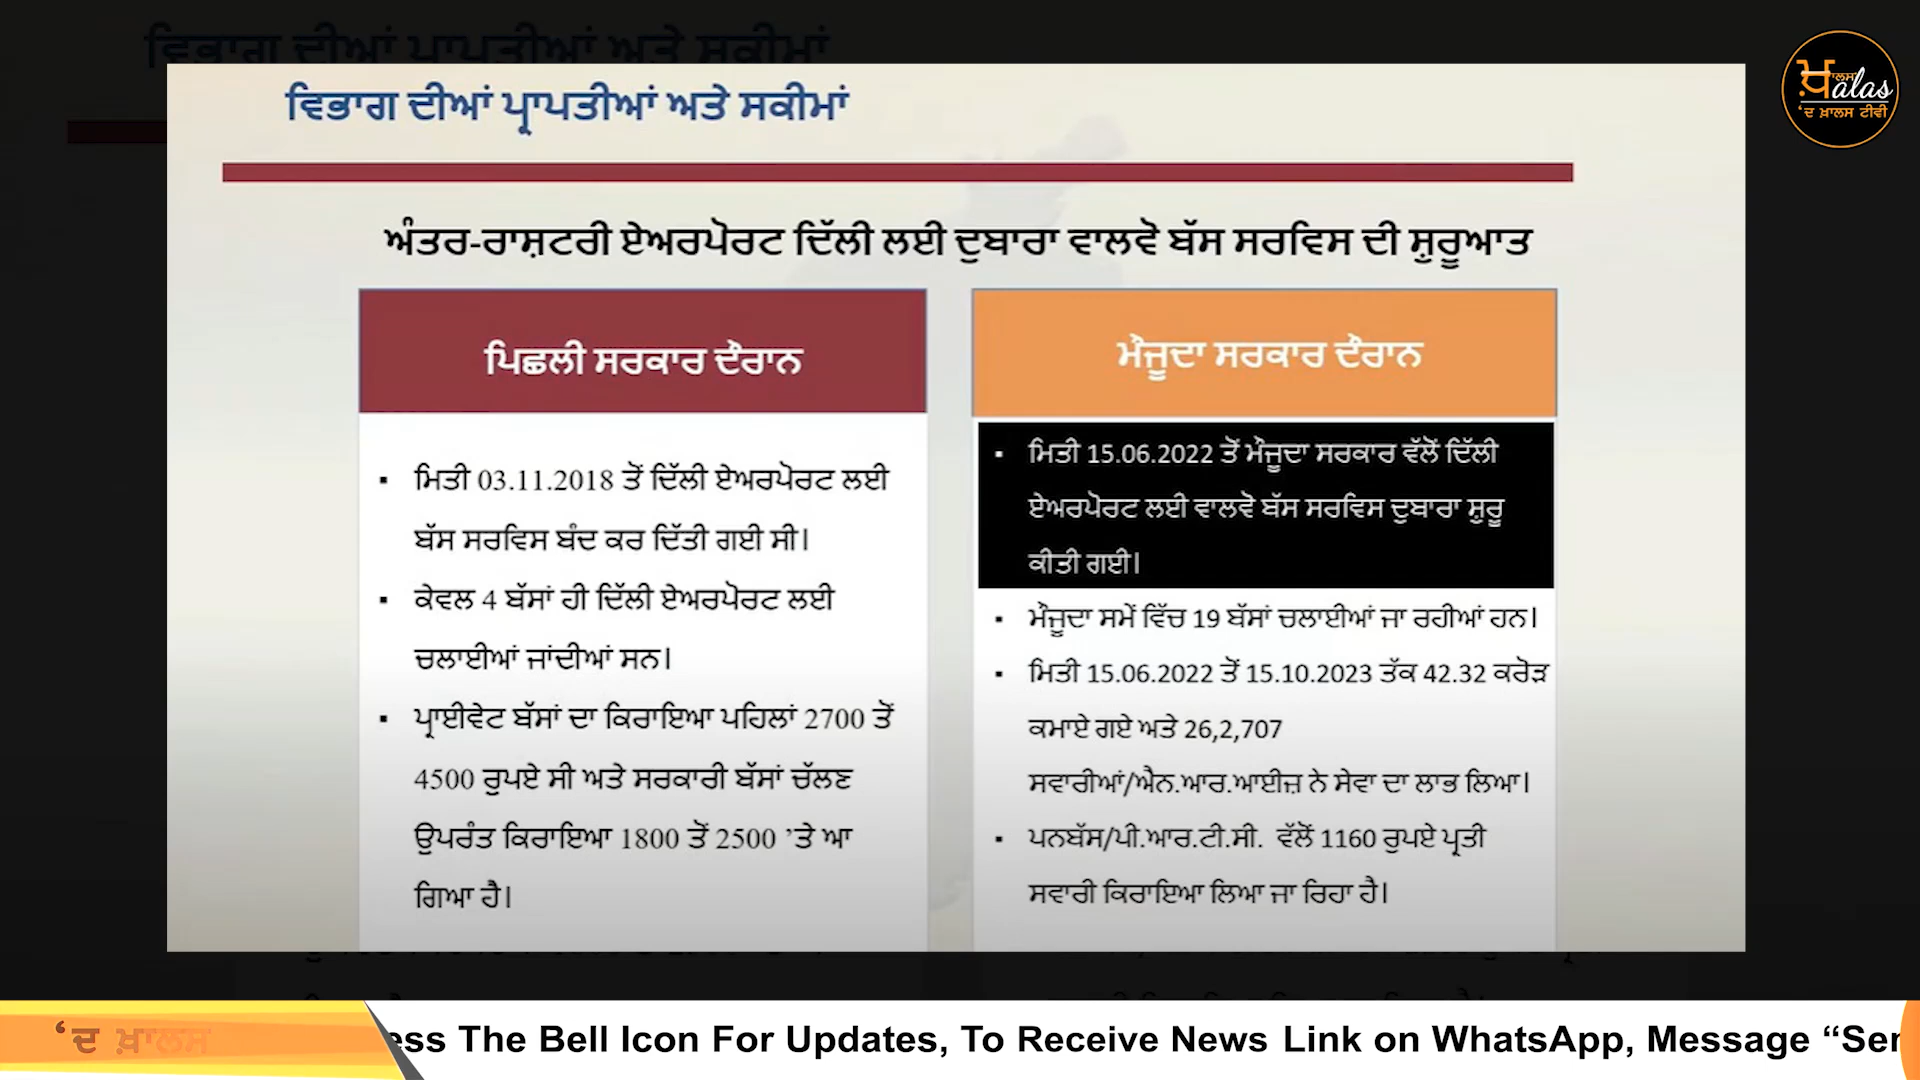 ਵਿਭਾਗ ਦੀਆਂ ਪ੍ਰਾਪਤੀਆਂ ਅਤੇ ਸਕੀਮਾਂ
ਖ਼alas
ਖ਼ਾਲਸ
‘ਦ ਖ਼ਾਲਸ ਟੀਵੀ
ਵਿਭਾਗ ਦੀਆਂ ਪ੍ਰਾਪਤੀਆਂ ਅਤੇ ਸਕੀਮਾਂ
ਅੰਤਰ-ਰਾਸ਼ਟਰੀ ਏਅਰਪੋਰਟ ਦਿੱਲੀ ਲਈ ਦੁਬਾਰਾ ਵਾਲਵੋ ਬੱਸ ਸਰਵਿਸ ਦੀ ਸ਼ੁਰੂਆਤ
ਪਿਛਲੀ ਸਰਕਾਰ ਦੌਰਾਨ
▪ ਮਿਤੀ 03.11.2018 ਤੋਂ ਦਿੱਲੀ ਏਅਰਪੋਰਟ ਲਈ
ਬੱਸ ਸਰਵਿਸ ਬੰਦ ਕਰ ਦਿੱਤੀ ਗਈ ਸੀ।
▪ ਕੇਵਲ 4 ਬੱਸਾਂ ਹੀ ਦਿੱਲੀ ਏਅਰਪੋਰਟ ਲਈ
ਚਲਾਈਆਂ ਜਾਂਦੀਆਂ ਸਨ।
▪ ਪ੍ਰਾਈਵੇਟ ਬੱਸਾਂ ਦਾ ਕਿਰਾਇਆ ਪਹਿਲਾਂ 2700 ਤੋਂ
4500 ਰੁਪਏ ਸੀ ਅਤੇ ਸਰਕਾਰੀ ਬੱਸਾਂ ਚੱਲਣ
ਉਪਰੰਤ ਕਿਰਾਇਆ 1800 ਤੋਂ 2500 ’ਤੇ ਆ
ਗਿਆ ਹੈ।
ਮੌਜੂਦਾ ਸਰਕਾਰ ਦੌਰਾਨ
▪ ਮਿਤੀ 15.06.2022 ਤੋਂ ਮੌਜੂਦਾ ਸਰਕਾਰ ਵੱਲੋਂ ਦਿੱਲੀ
ਏਅਰਪੋਰਟ ਲਈ ਵਾਲਵੋ ਬੱਸ ਸਰਵਿਸ ਦੁਬਾਰਾ ਸ਼ੁਰੂ
ਕੀਤੀ ਗਈ।
▪ ਮੌਜੂਦਾ ਸਮੇਂ ਵਿੱਚ 19 ਬੱਸਾਂ ਚਲਾਈਆਂ ਜਾ ਰਹੀਆਂ ਹਨ।
▪ ਮਿਤੀ 15.06.2022 ਤੋਂ 15.10.2023 ਤੱਕ 42.32 ਕਰੋੜ
ਕਮਾਏ ਗਏ ਅਤੇ 26,2,707
ਸਵਾਰੀਆਂ/ਐਨ.ਆਰ.ਆਈਜ਼ ਨੇ ਸੇਵਾ ਦਾ ਲਾਭ ਲਿਆ।
▪ ਪਨਬੱਸ/ਪੀ.ਆਰ.ਟੀ.ਸੀ. ਵੱਲੋਂ 1160 ਰੁਪਏ ਪ੍ਰਤੀ
ਸਵਾਰੀ ਕਿਰਾਇਆ ਲਿਆ ਜਾ ਰਿਹਾ ਹੈ।
‘ਦ ਖ਼ਾਲਸ
ess The Bell Icon For Updates, To Receive News Link on WhatsApp, Message “Ser